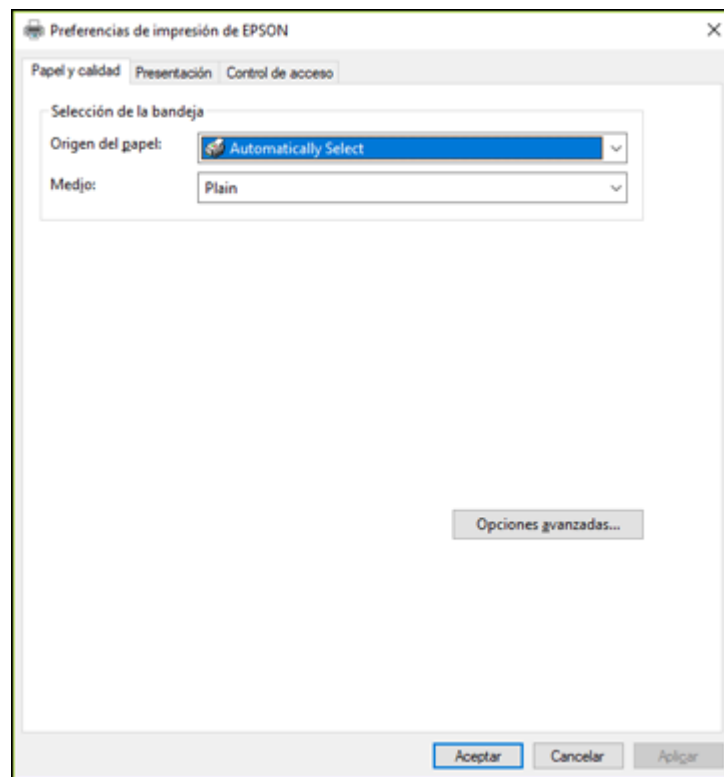 Preferencias de impresión de EPSON
Papel y calidad Presentación Control de acceso
Selección de la bandeja
Origen del papel: Automatically Select
Medio: Plain
Opciones avanzadas...
Aceptar Cancelar Aplicar